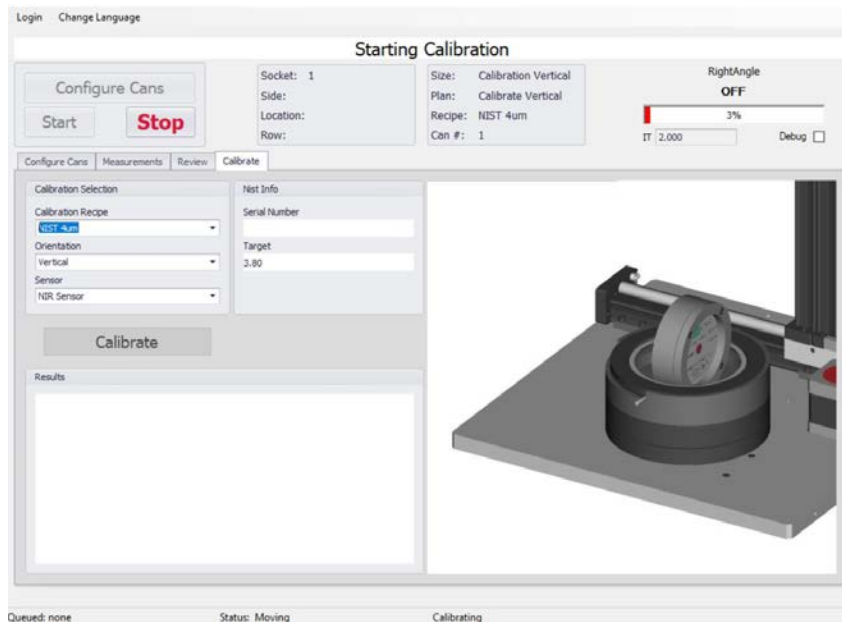 Login Change Language
Starting Calibration
Configure Cans
Start Stop
Socket: 1
Side:
Location:
Row:
Size: Calibration Vertical
Plan: Calibrate Vertical
Recipe: NIST 4um
Can #: 1
RightAngle
OFF
3%
IT 2.000 Debug
Configure Cans Measurements Review Calibrate
Calibration Selection
Calibration Recipe
NIST 4um
Orientation
Vertical
Sensor
NIR Sensor
Nist Info
Serial Number
Target
3.80
Calibrate
Results
Queued: none Status: Moving Calibrating